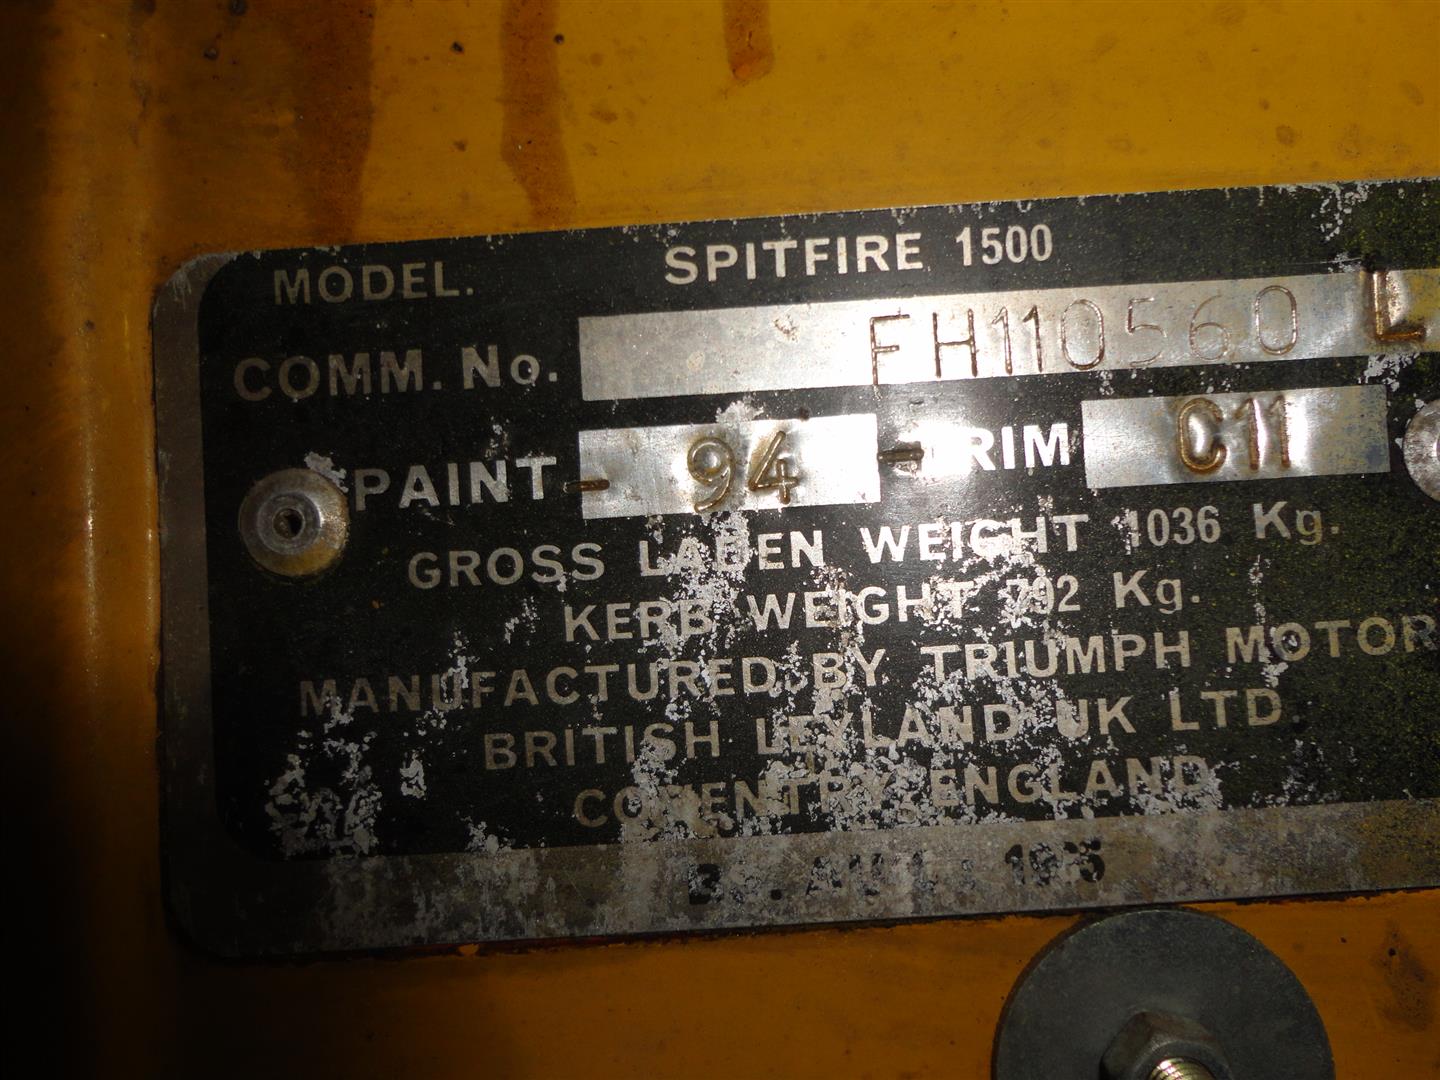 MODEL. SPITFIRE 1500
COMM. No. FH110560 L
PAINT - 94 - TRIM C11
GROSS LADEN WEIGHT 1036 Kg.
KERB WEIGHT 792 Kg.
MANUFACTURED BY TRIUMPH MOTOR
BRITISH LEYLAND UK LTD.
COVENTRY, ENGLAND